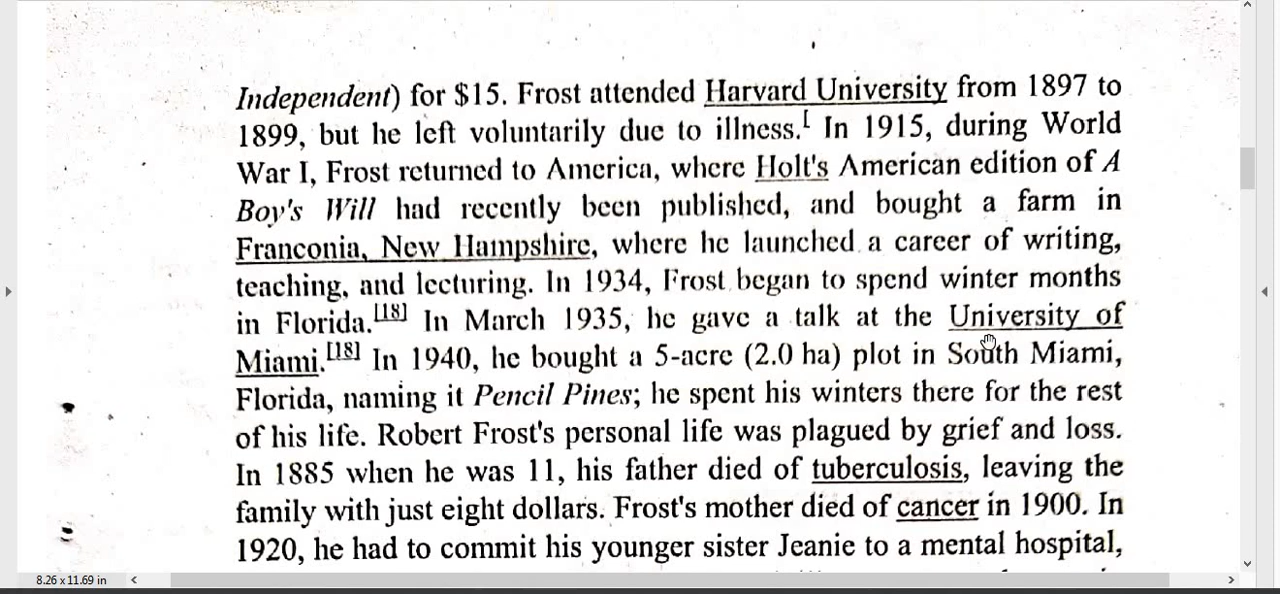 Independent) for $15. Frost attended Harvard University from 1897 to
1899, but he left voluntarily due to illness.[ In 1915, during World
War I, Frost returned to America, where Holt's American edition of A
Boy's Will had recently been published, and bought a farm in
Franconia, New Hampshire, where he launched a career of writing,
teaching, and lecturing. In 1934, Frost began to spend winter months
in Florida.[18] In March 1935, he gave a talk at the University of
Miami.[18] In 1940, he bought a 5-acre (2.0 ha) plot in South Miami,
Florida, naming it Pencil Pines; he spent his winters there for the rest
of his life. Robert Frost's personal life was plagued by grief and loss.
In 1885 when he was 11, his father died of tuberculosis, leaving the
family with just eight dollars. Frost's mother died of cancer in 1900. In
1920, he had to commit his younger sister Jeanie to a mental hospital,
8.26 x 11.69 in